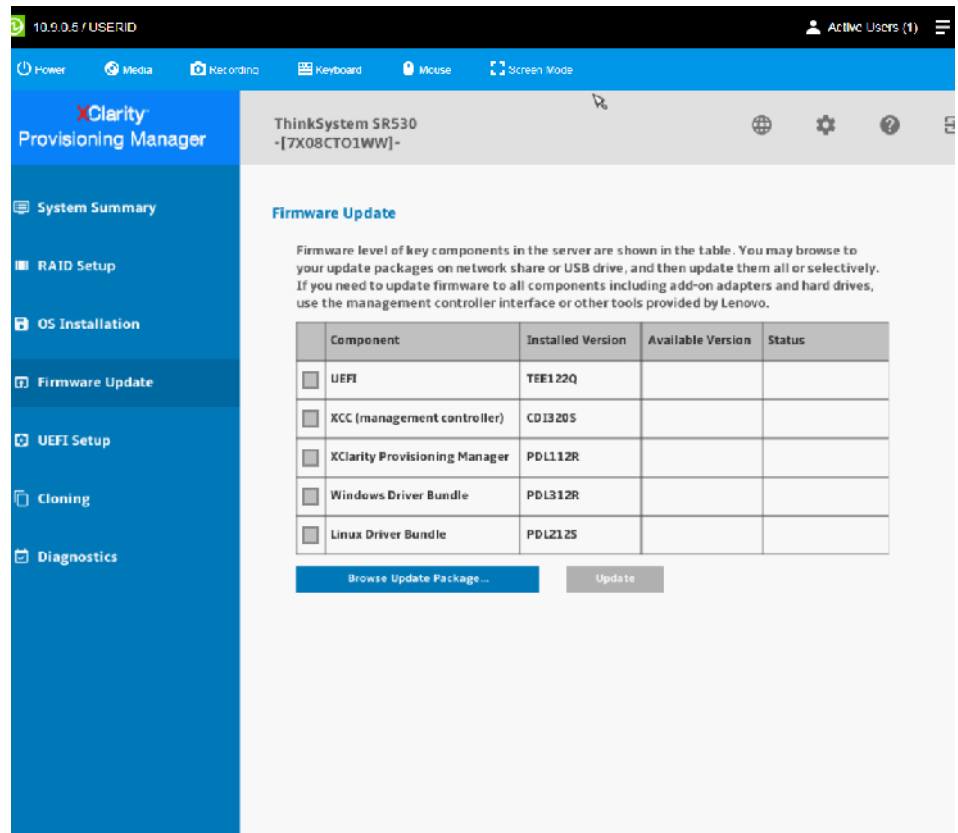 10.9.0.5 / USERID
Active Users (1)
Power Media Recording Keyboard Mouse Screen Mode
XClarity
Provisioning Manager
ThinkSystem SR530
-[7X08CTO1WW]-
System Summary
RAID Setup
OS Installation
Firmware Update
UEFI Setup
Cloning
Diagnostics
Firmware Update
Firmware level of key components in the server are shown in the table. You may browse to
your update packages on network share or USB drive, and then update them all or selectively.
If you need to update firmware to all components including add-on adapters and hard drives,
use the management controller interface or other tools provided by Lenovo.
Component Installed Version Available Version Status
UEFI TEE122Q
XCC (management controller) CDI320S
XClarity Provisioning Manager PDL112R
Windows Driver Bundle PDL312R
Linux Driver Bundle PDL212S
Browse Update Package... Update